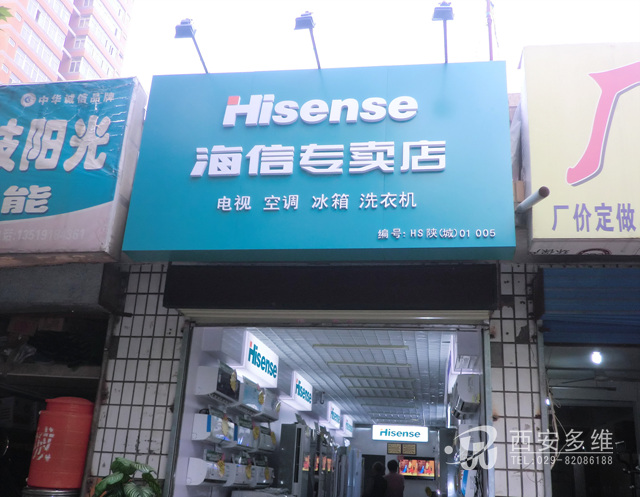 中华诚信品牌
技阳光
能
Hisense
海信专卖店
电视 空调 冰箱 洗衣机
编号: HS陕(城)01 005
厂价定做
Hisense
Hisense
Hisense
西安多维
TEL:029-82086188